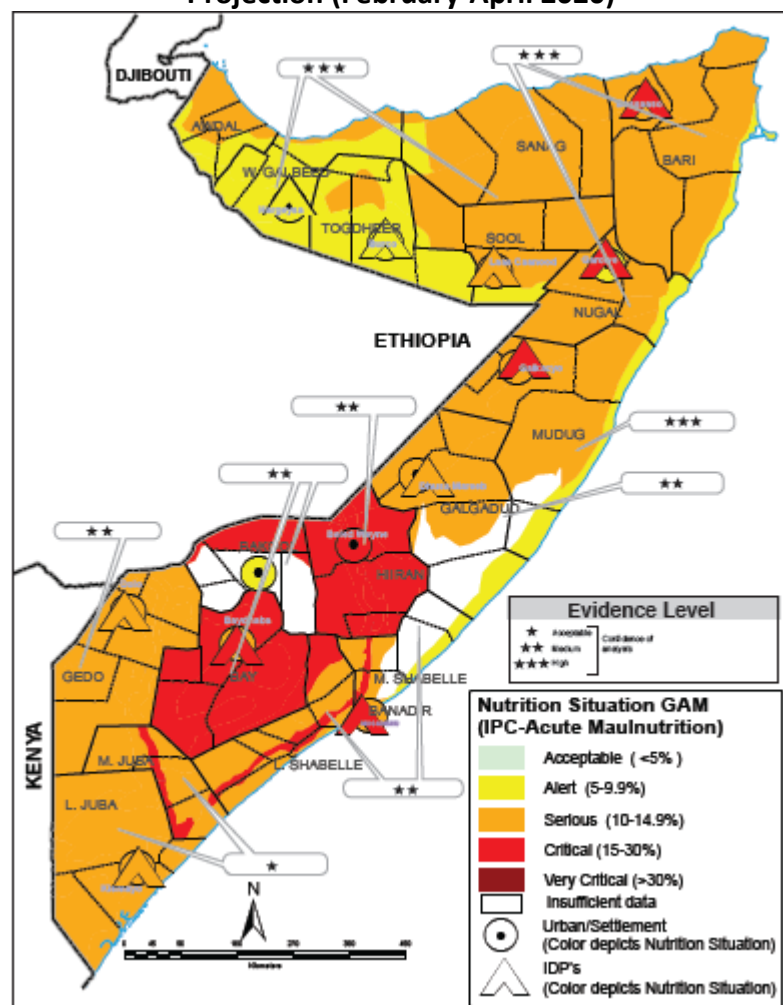 Projection (February-April 2020)
DJIBOUTI
★★★
★★★
AWDAL
SANAG
BARI
W. GALBEED
TOGDHEER
SOOL
NUGAL
ETHIOPIA
★★
MUDUG
★★★
★★
GALGADUD
★★
Beled Weyne
HIIRAN
★★
GEDO
BAY
M. SHABELLE
BANADIR
KENYA
M. JUBA
L. SHABELLE
★★
L. JUBA
★
N
Kilometers
Evidence Level
★ Acceptable
★★ Medium
★★★ High
Confidence of
analysis
Nutrition Situation GAM
(IPC-Acute Maulnutrition)
Acceptable ( <5% )
Alert (5-9.9%)
Serious (10-14.9%)
Critical (15-30%)
Very Critical (>30%)
Insufficient data
Urban/Settlement
(Color depicts Nutrition Situation)
IDP's
(Color depicts Nutrition Situation)